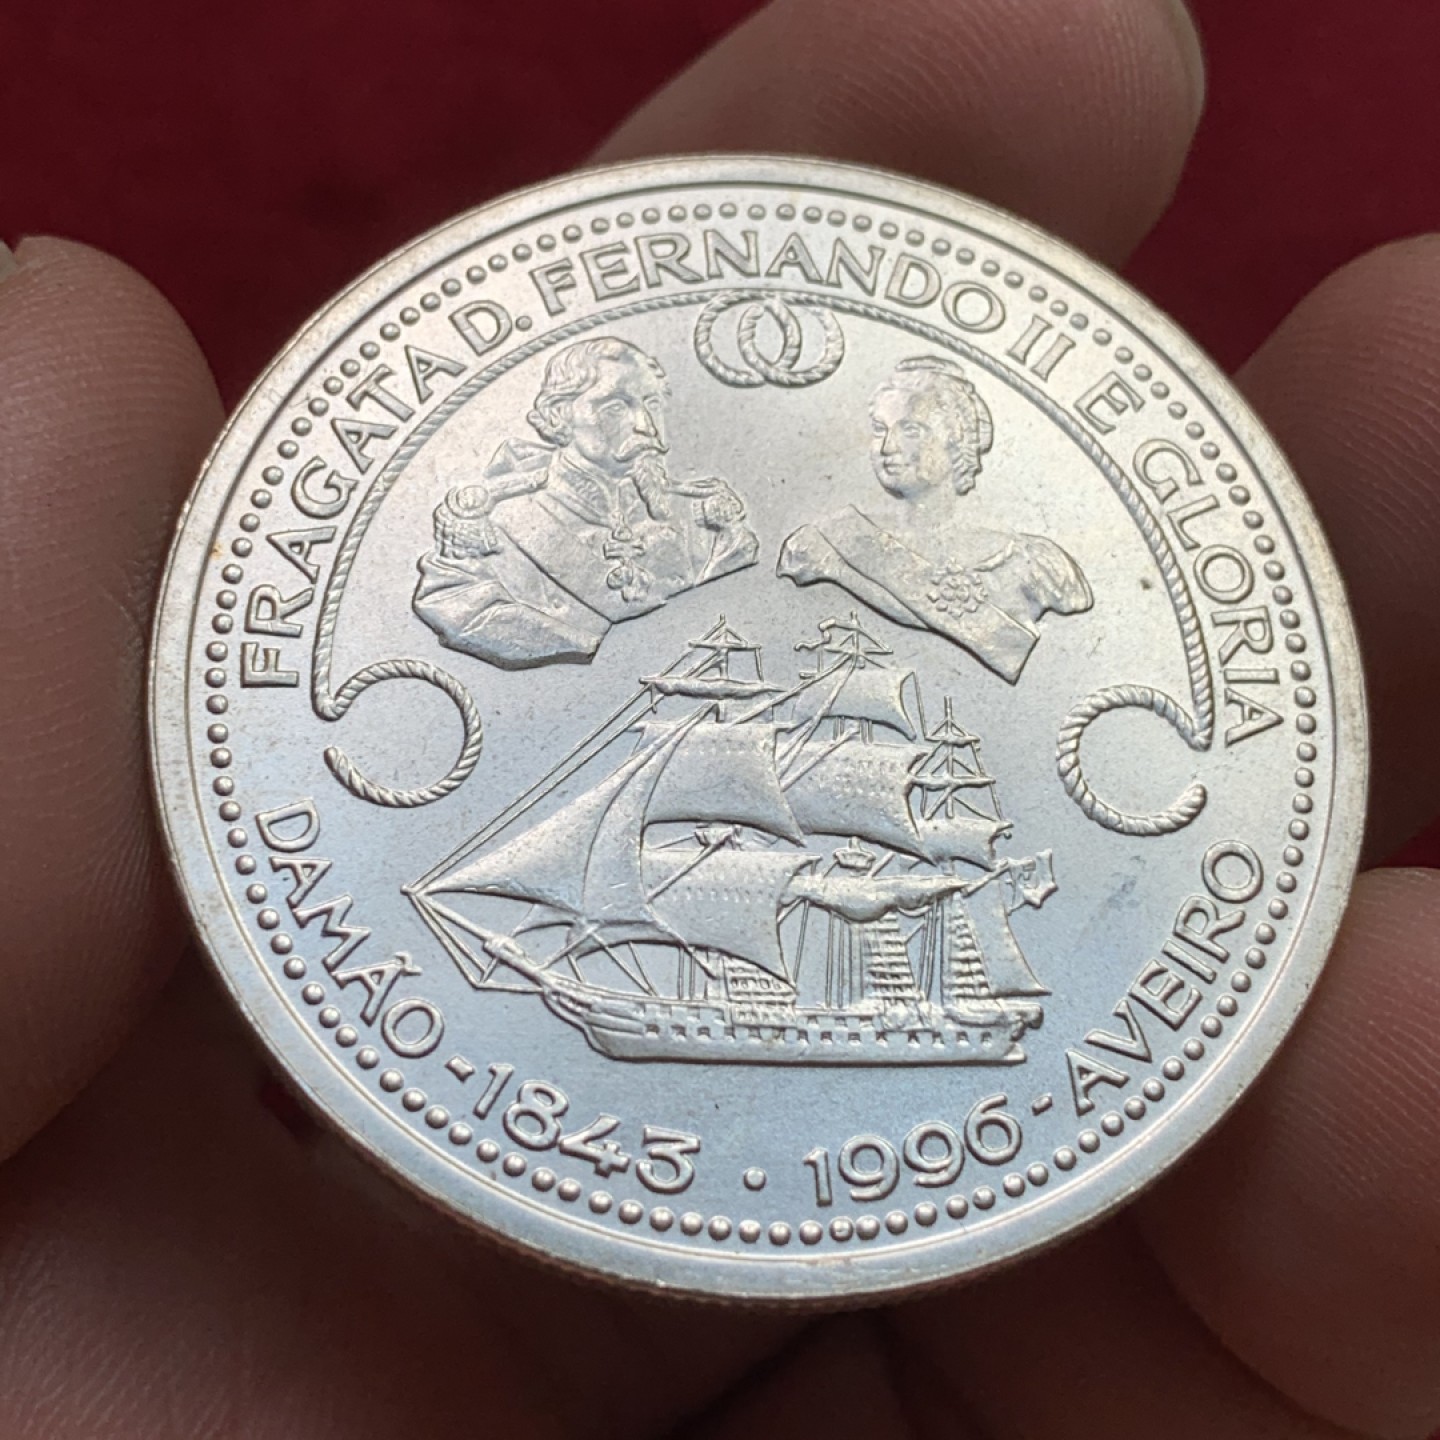 FRAGATA D. FERNANDO II E GLORIA
DAMÃO - 1843 · 1996 - AVEIRO